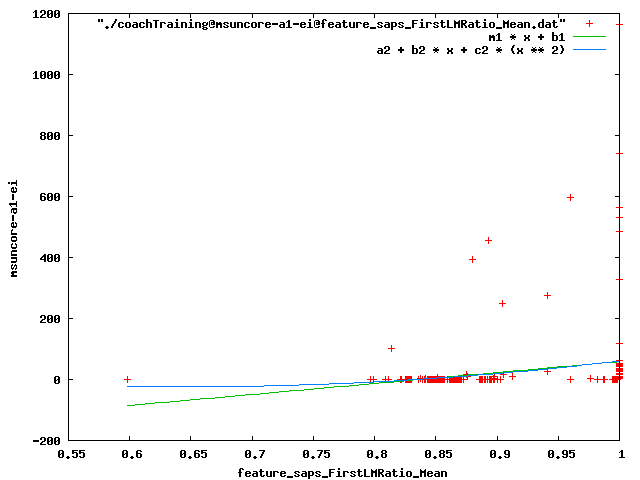 1200
1000
800
600
400
200
0
-200
0.55 0.6 0.65 0.7 0.75 0.8 0.85 0.9 0.95 1
msuncore-a1-ei
feature_saps_FirstLMRatio_Mean
"./coachTraining@msuncore-a1-ei@feature_saps_FirstLMRatio_Mean.dat"
m1 * x + b1
a2 + b2 * x + c2 * (x ** 2)